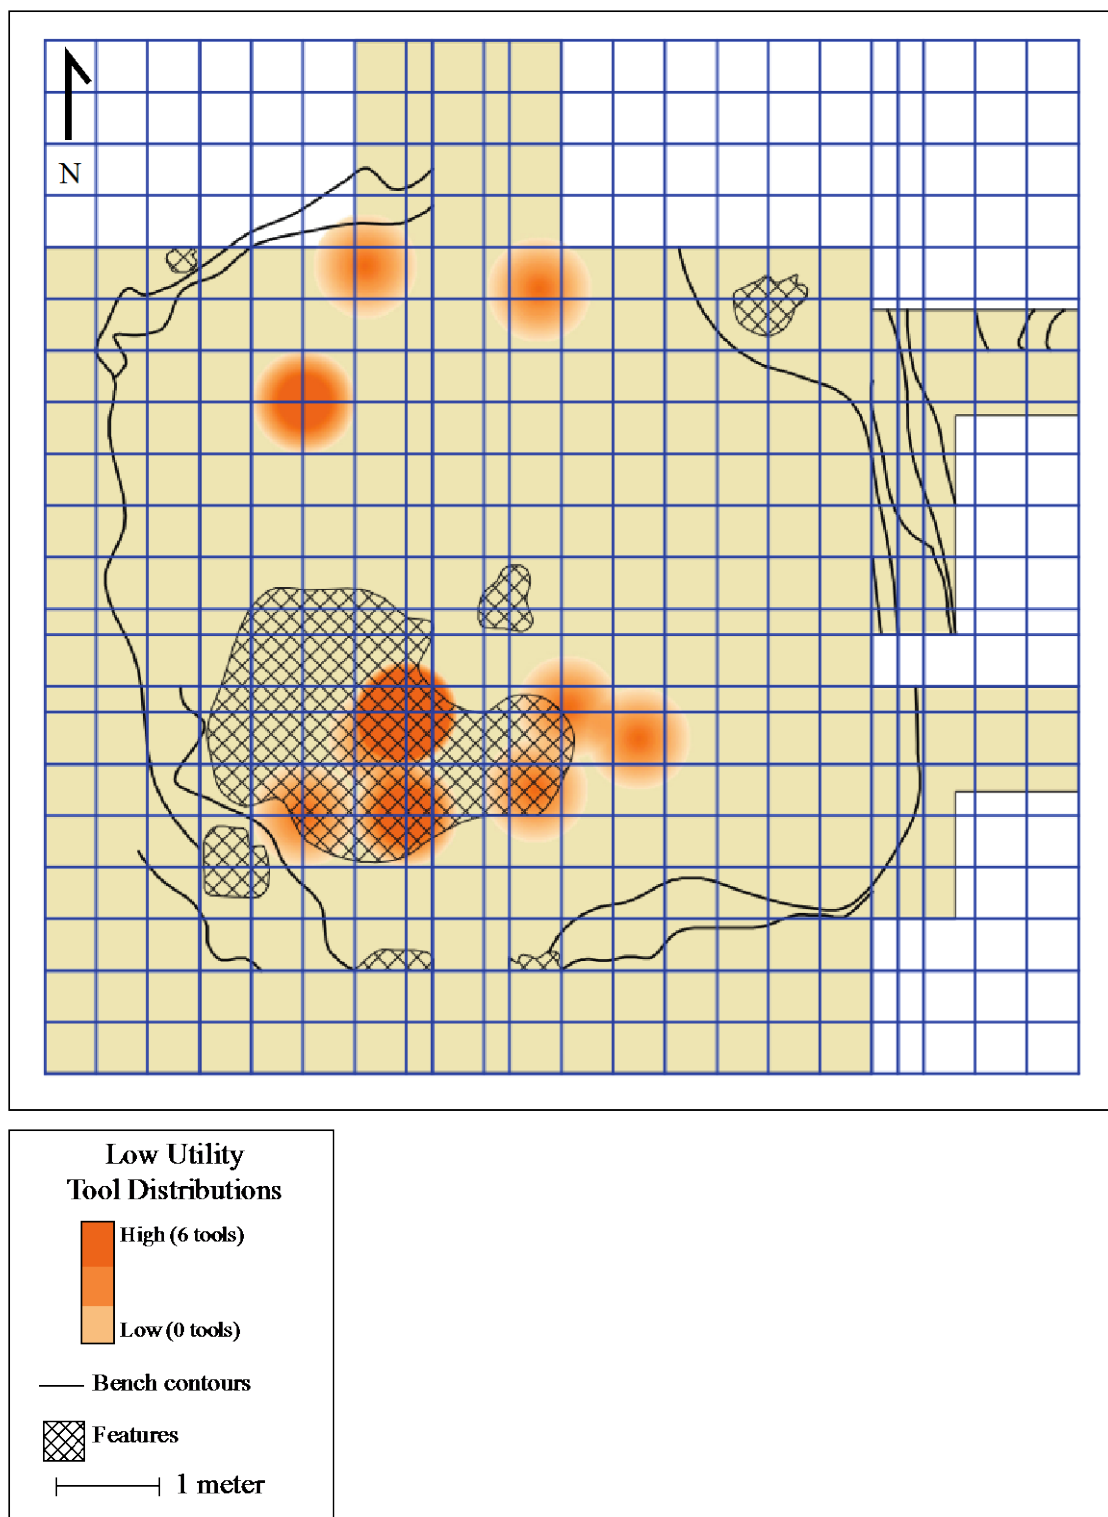 N
Low Utility
Tool Distributions
High (6 tools)
Low (0 tools)
Bench contours
Features
1 meter